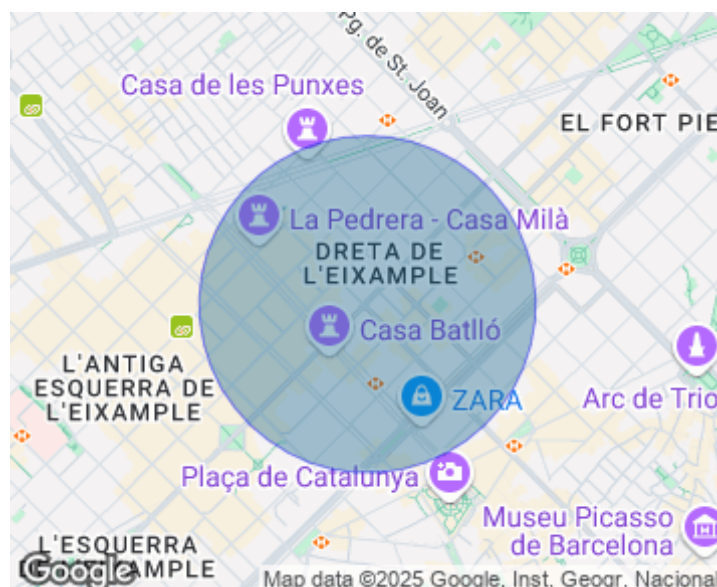 Pg. de St. Joan
Casa de les Punxes
EL FORT PIE
La Pedrera - Casa Milà
DRETA DE
L'EIXAMPLE
Casa Batlló
L'ANTIGA
ESQUERRA DE
L'EIXAMPLE
ZARA
Arc de Trio
Plaça de Catalunya
Museu Picasso
de Barcelona
L'ESQUERRA
DE L'EIXAMPLE
Google
Map data ©2025 Google, Inst. Geogr. Nacional